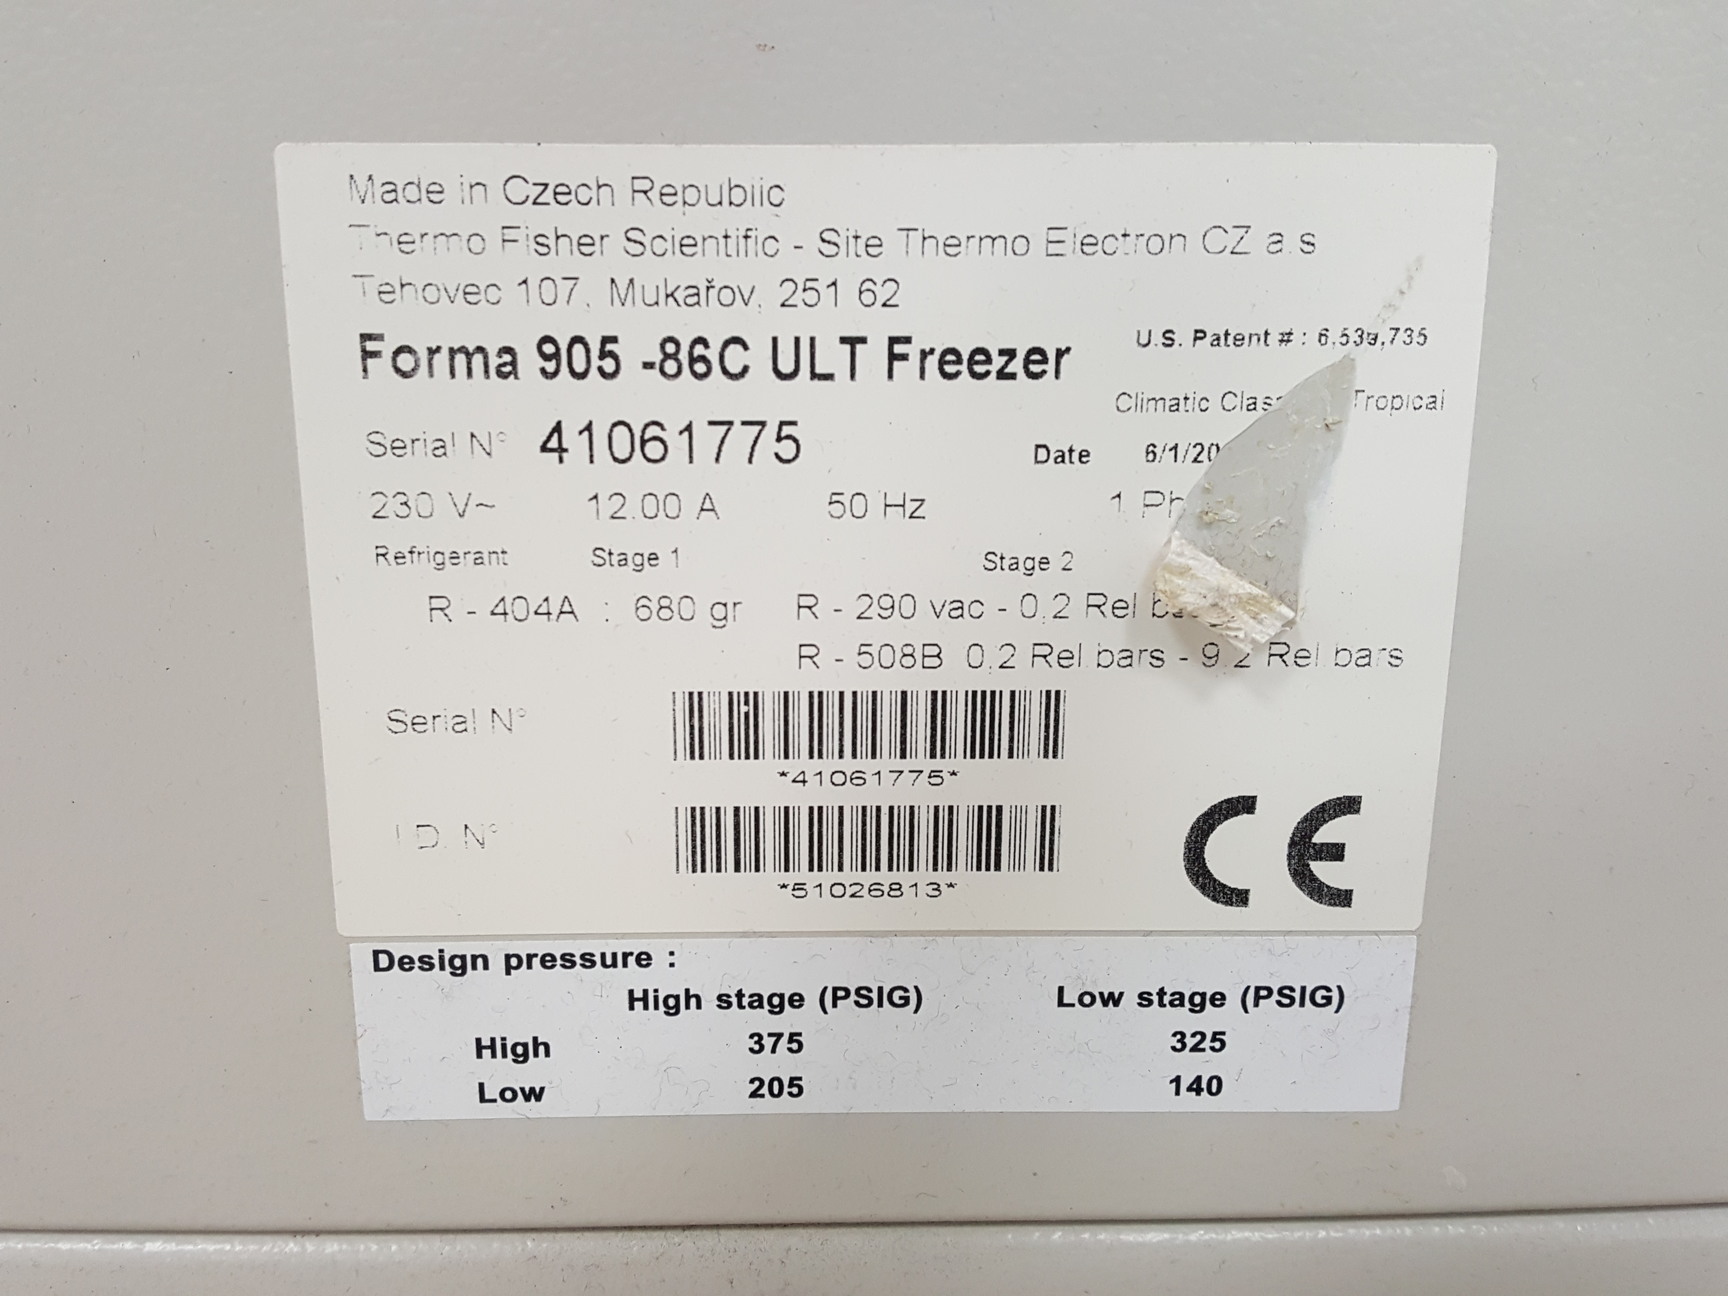 Made in Czech Republic
Thermo Fisher Scientific - Site Thermo Electron CZ a.s
Tehovec 107, Mukařov, 251 62
Forma 905 -86C ULT Freezer
U.S. Patent # :
Climatic Tropical
Serial N° 41061775
Date
230 V~ 12.00 A 50 Hz 1
Refrigerant Stage 1 Stage 2
R - 404A : 680 gr R - 290 vac - 0,2 Rel
R - 508B 0,2 Rel.bars - 9.2 Rel.bars
Serial N°
*41061775*
I.D. N°
*51026813*
CE
Design pressure :
High stage (PSIG) Low stage (PSIG)
High 375 325
Low 205 140